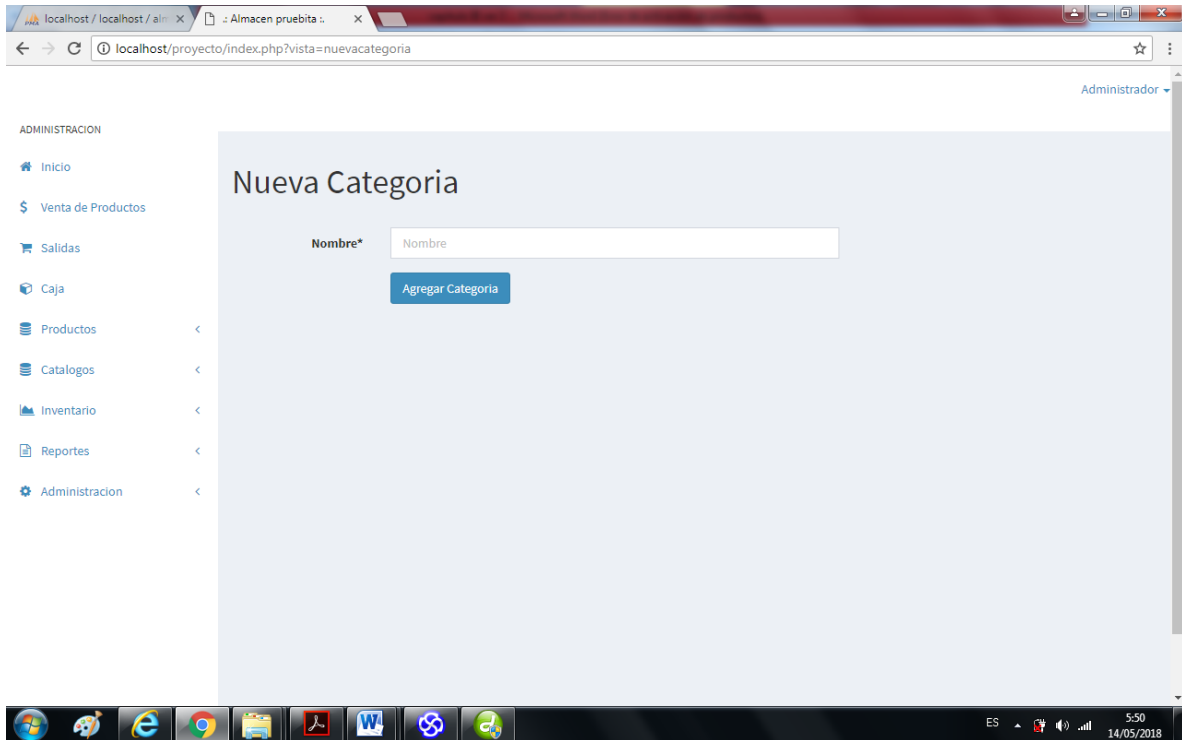 localhost / localhost / alm
.: Almacen pruebita :.
localhost/proyecto/index.php?vista=nuevacategoria
Administrador
ADMINISTRACION
Inicio
Venta de Productos
Salidas
Caja
Productos
Catalogos
Inventario
Reportes
Administracion
Nueva Categoria
Nombre*
Nombre
Agregar Categoria
ES
5:50
14/05/2018